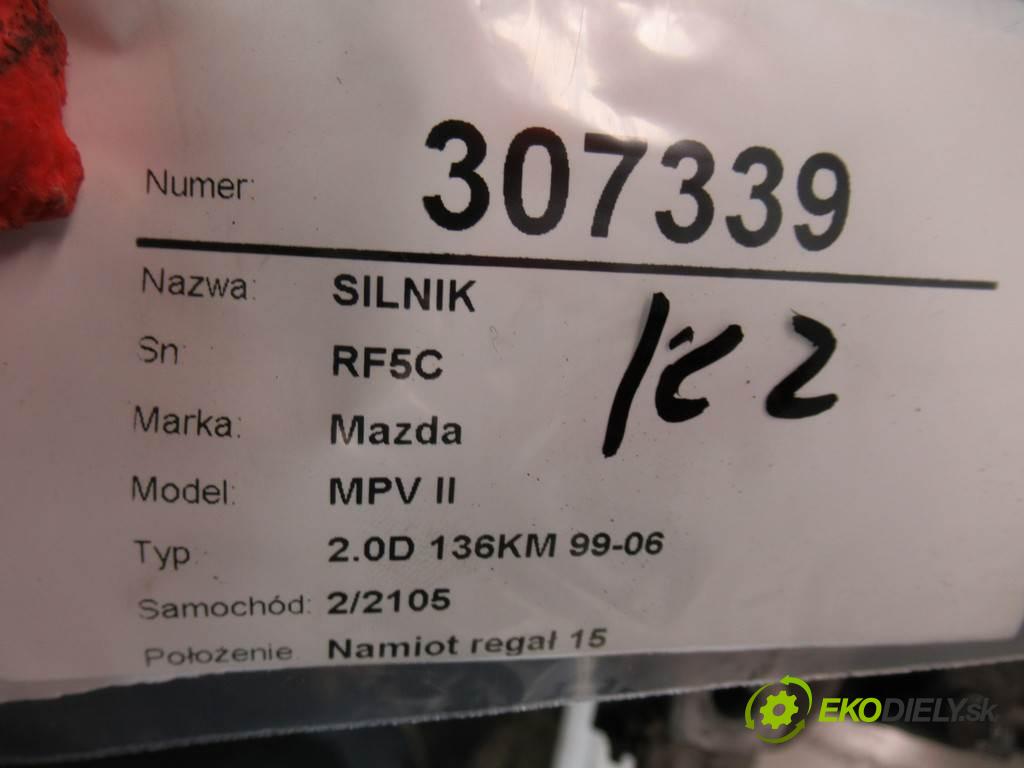 Numer: 307339
Nazwa: SILNIK
Sn RF5C
Marka: Mazda
Model: MPV II
Typ 2.0D 136KM 99-06
Samochód: 2/2105
Położenie Namiot regał 15
EKODIELY.sk